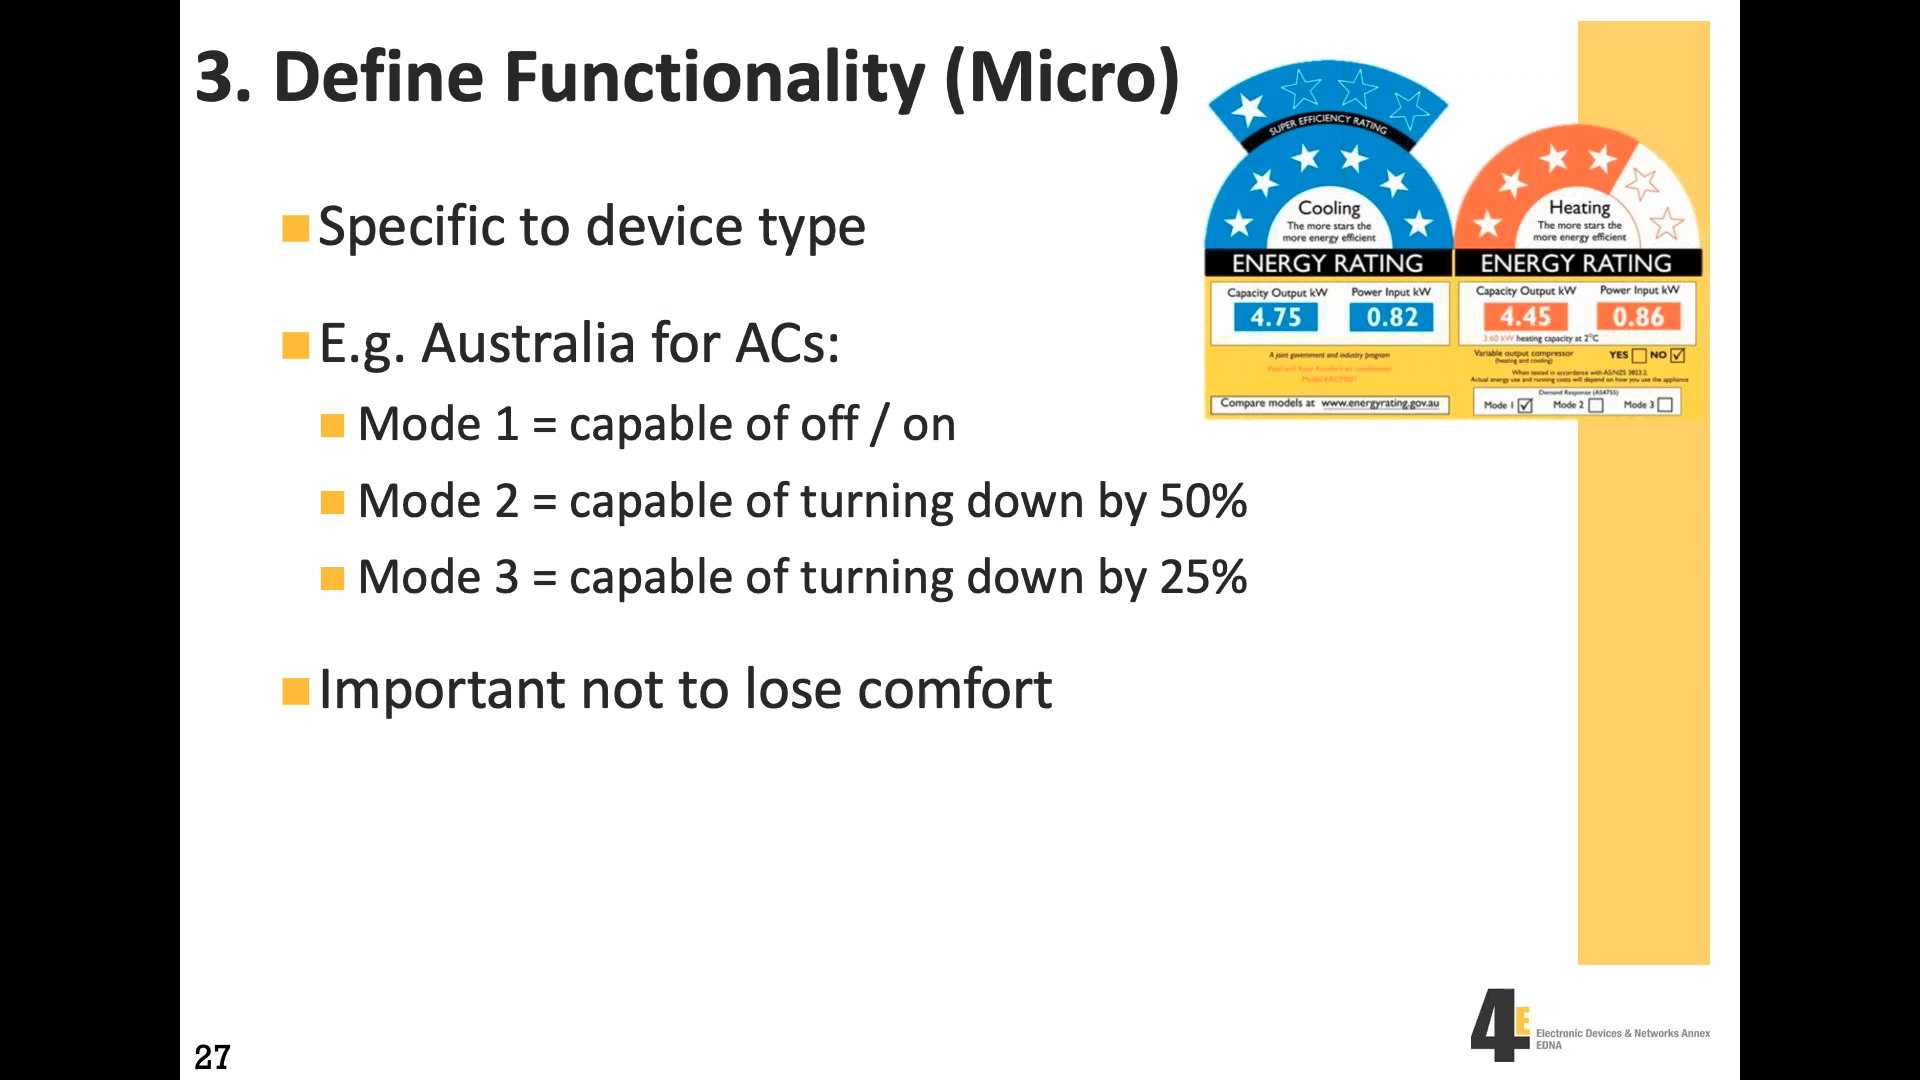 3. Define Functionality (Micro)
Specific to device type
E.g. Australia for ACs:
Mode 1 = capable of off / on
Mode 2 = capable of turning down by 50%
Mode 3 = capable of turning down by 25%
Important not to lose comfort
SUPER EFFICIENCY RATING
Cooling
The more stars the
more energy efficient
ENERGY RATING
Capacity Output kW Power Input kW
4.75 0.82
A joint government and industry program
Compare models at www.energyrating.gov.au
Heating
The more stars the
more energy efficient
ENERGY RATING
Capacity Output kW Power Input kW
4.45 0.86
3.60 kW heating capacity at 2°C
Variable output compressor YES NO
(heating and cooling)
When tested in accordance with AS/NZS 3823.2.
Actual energy use and running costs will depend on how you use the appliance
Demand Response (AS4755)
Mode 1 Mode 2 Mode 3
27
4E
Electronic Devices & Networks Annex
EDNA